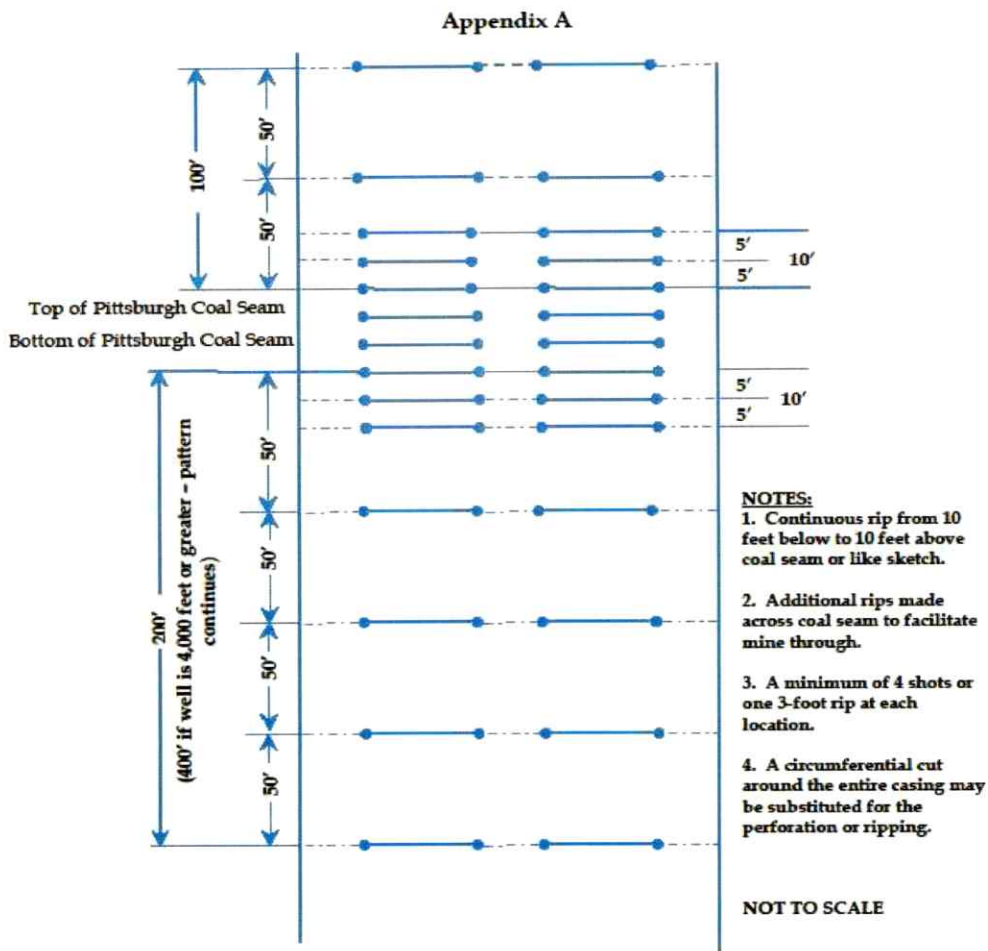 Appendix A
50'
100'
50'
5'
10'
5'
Top of Pittsburgh Coal Seam
Bottom of Pittsburgh Coal Seam
5'
10'
5'
50'
200'
(400' if well is 4,000 feet or greater – pattern
continues)
50'
50'
50'
NOTES:
1. Continuous rip from 10
feet below to 10 feet above
coal seam or like sketch.
2. Additional rips made
across coal seam to facilitate
mine through.
3. A minimum of 4 shots or
one 3-foot rip at each
location.
4. A circumferential cut
around the entire casing may
be substituted for the
perforation or ripping.
NOT TO SCALE